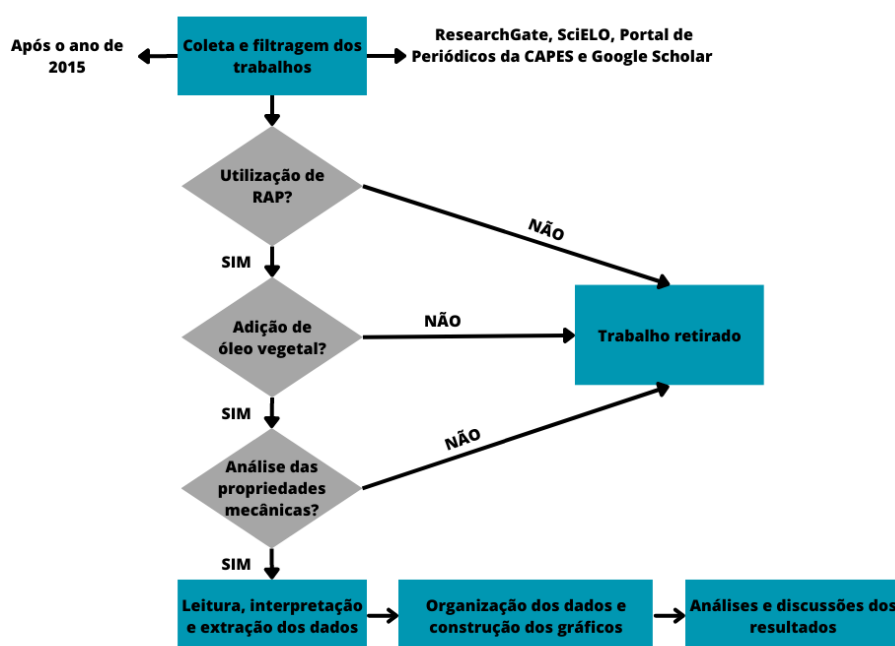 Após o ano de
2015
Coleta e filtragem dos
trabalhos
ResearchGate, SciELO, Portal de
Periódicos da CAPES e Google Scholar
Utilização de
RAP?
NÃO
SIM
Adição de
óleo vegetal?
NÃO
Trabalho retirado
SIM
Análise das
propriedades
mecânicas?
NÃO
SIM
Leitura, interpretação
e extração dos dados
Organização dos dados e
construção dos gráficos
Análises e discussões dos
resultados